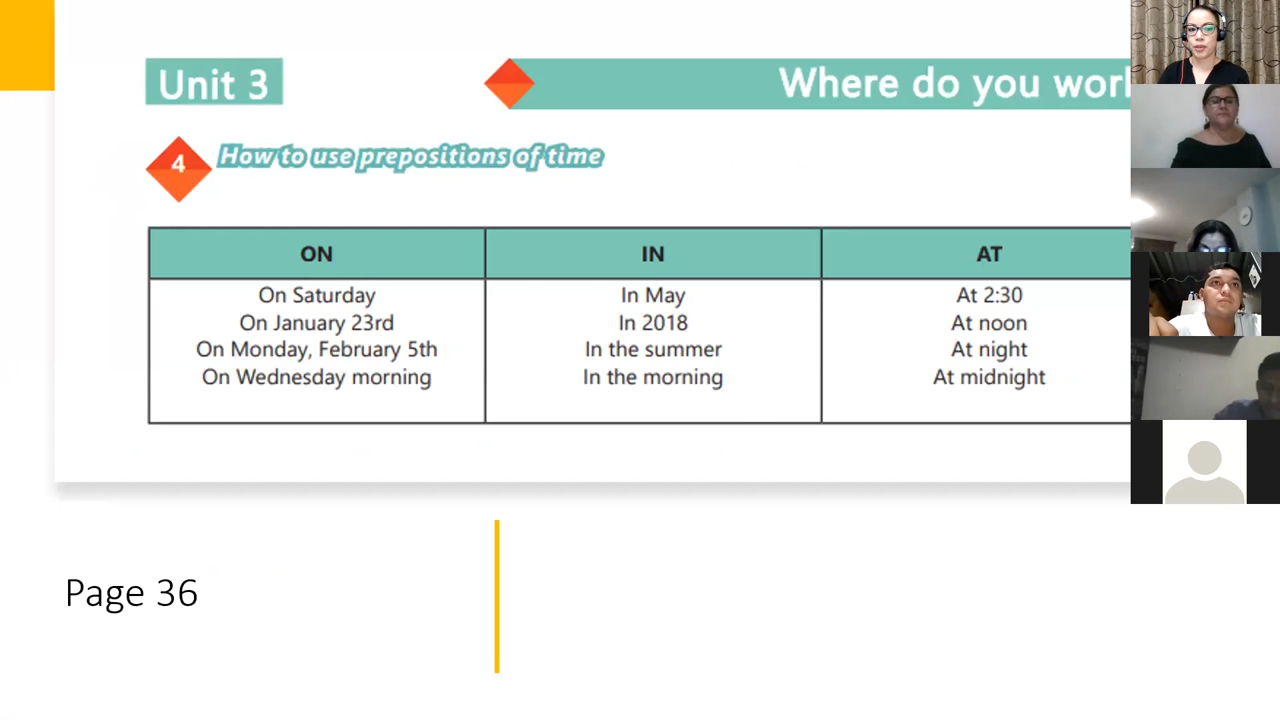 Unit 3
Where do you work
4
How to use prepositions of time
ON IN AT
On Saturday In May At 2:30
On January 23rd In 2018 At noon
On Monday, February 5th In the summer At night
On Wednesday morning In the morning At midnight
Page 36